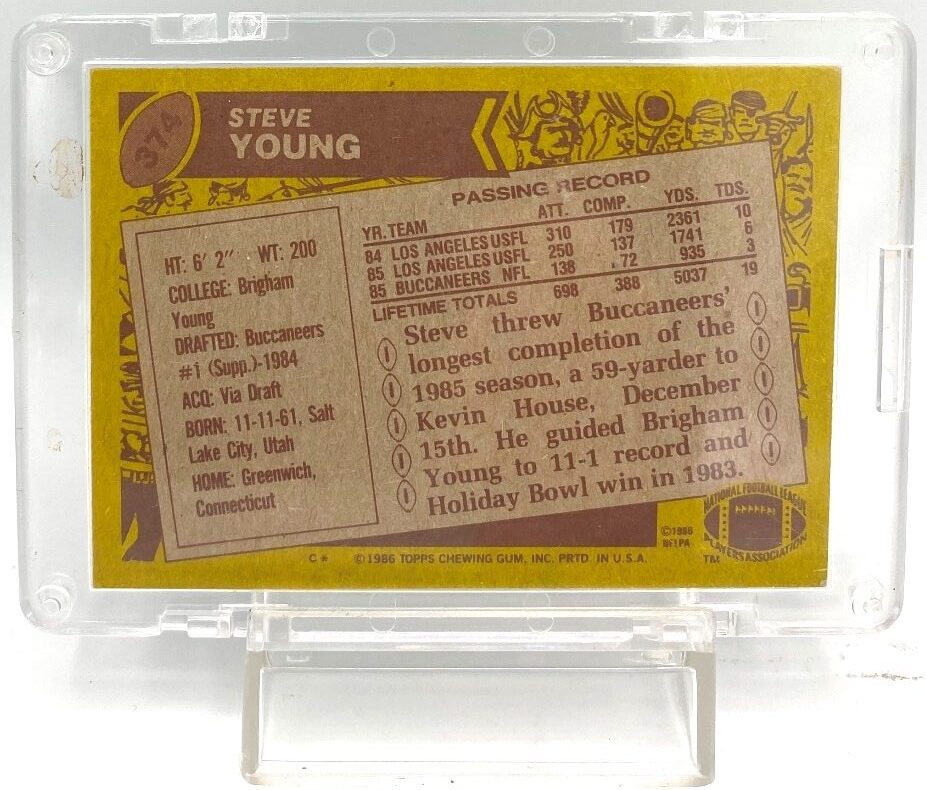 374
STEVE
YOUNG
PASSING RECORD
YR. TEAM ATT. COMP. YDS. TDS.
84 LOS ANGELES USFL 310 179 2361 10
85 LOS ANGELES USFL 250 137 1741 6
85 BUCCANEERS NFL 138 72 935 3
LIFETIME TOTALS 698 388 5037 19
HT: 6' 2" WT: 200
COLLEGE: Brigham
Young
DRAFTED: Buccaneers
#1 (Supp.)-1984
ACQ: Via Draft
BORN: 11-11-61, Salt
Lake City, Utah
HOME: Greenwich,
Connecticut
Steve threw Buccaneers'
longest completion of the
1985 season, a 59-yarder to
Kevin House, December
15th. He guided Brigham
Young to 11-1 record and
Holiday Bowl win in 1983.
©1986
NFLPA
NATIONAL FOOTBALL LEAGUE
PLAYERS ASSOCIATION
TM
C* ©1986 TOPPS CHEWING GUM, INC. PRTD. IN U.S.A.